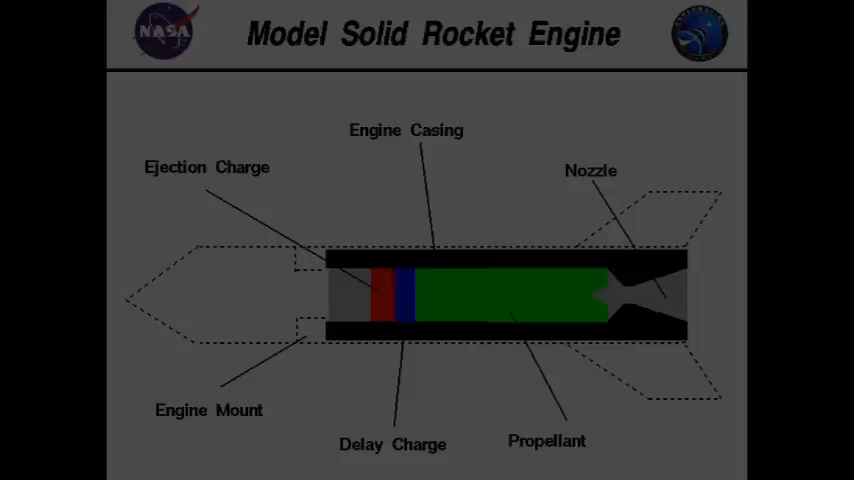 NASA
Model Solid Rocket Engine
Engine Casing
Ejection Charge
Nozzle
Engine Mount
Delay Charge
Propellant